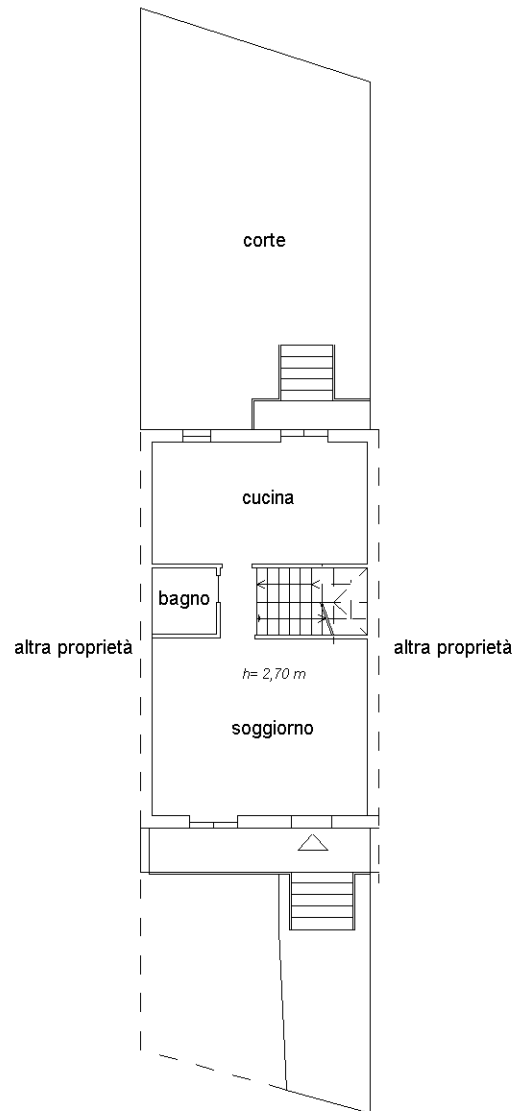 corte
cucina
bagno
altra proprietà
altra proprietà
h= 2,70 m
soggiorno